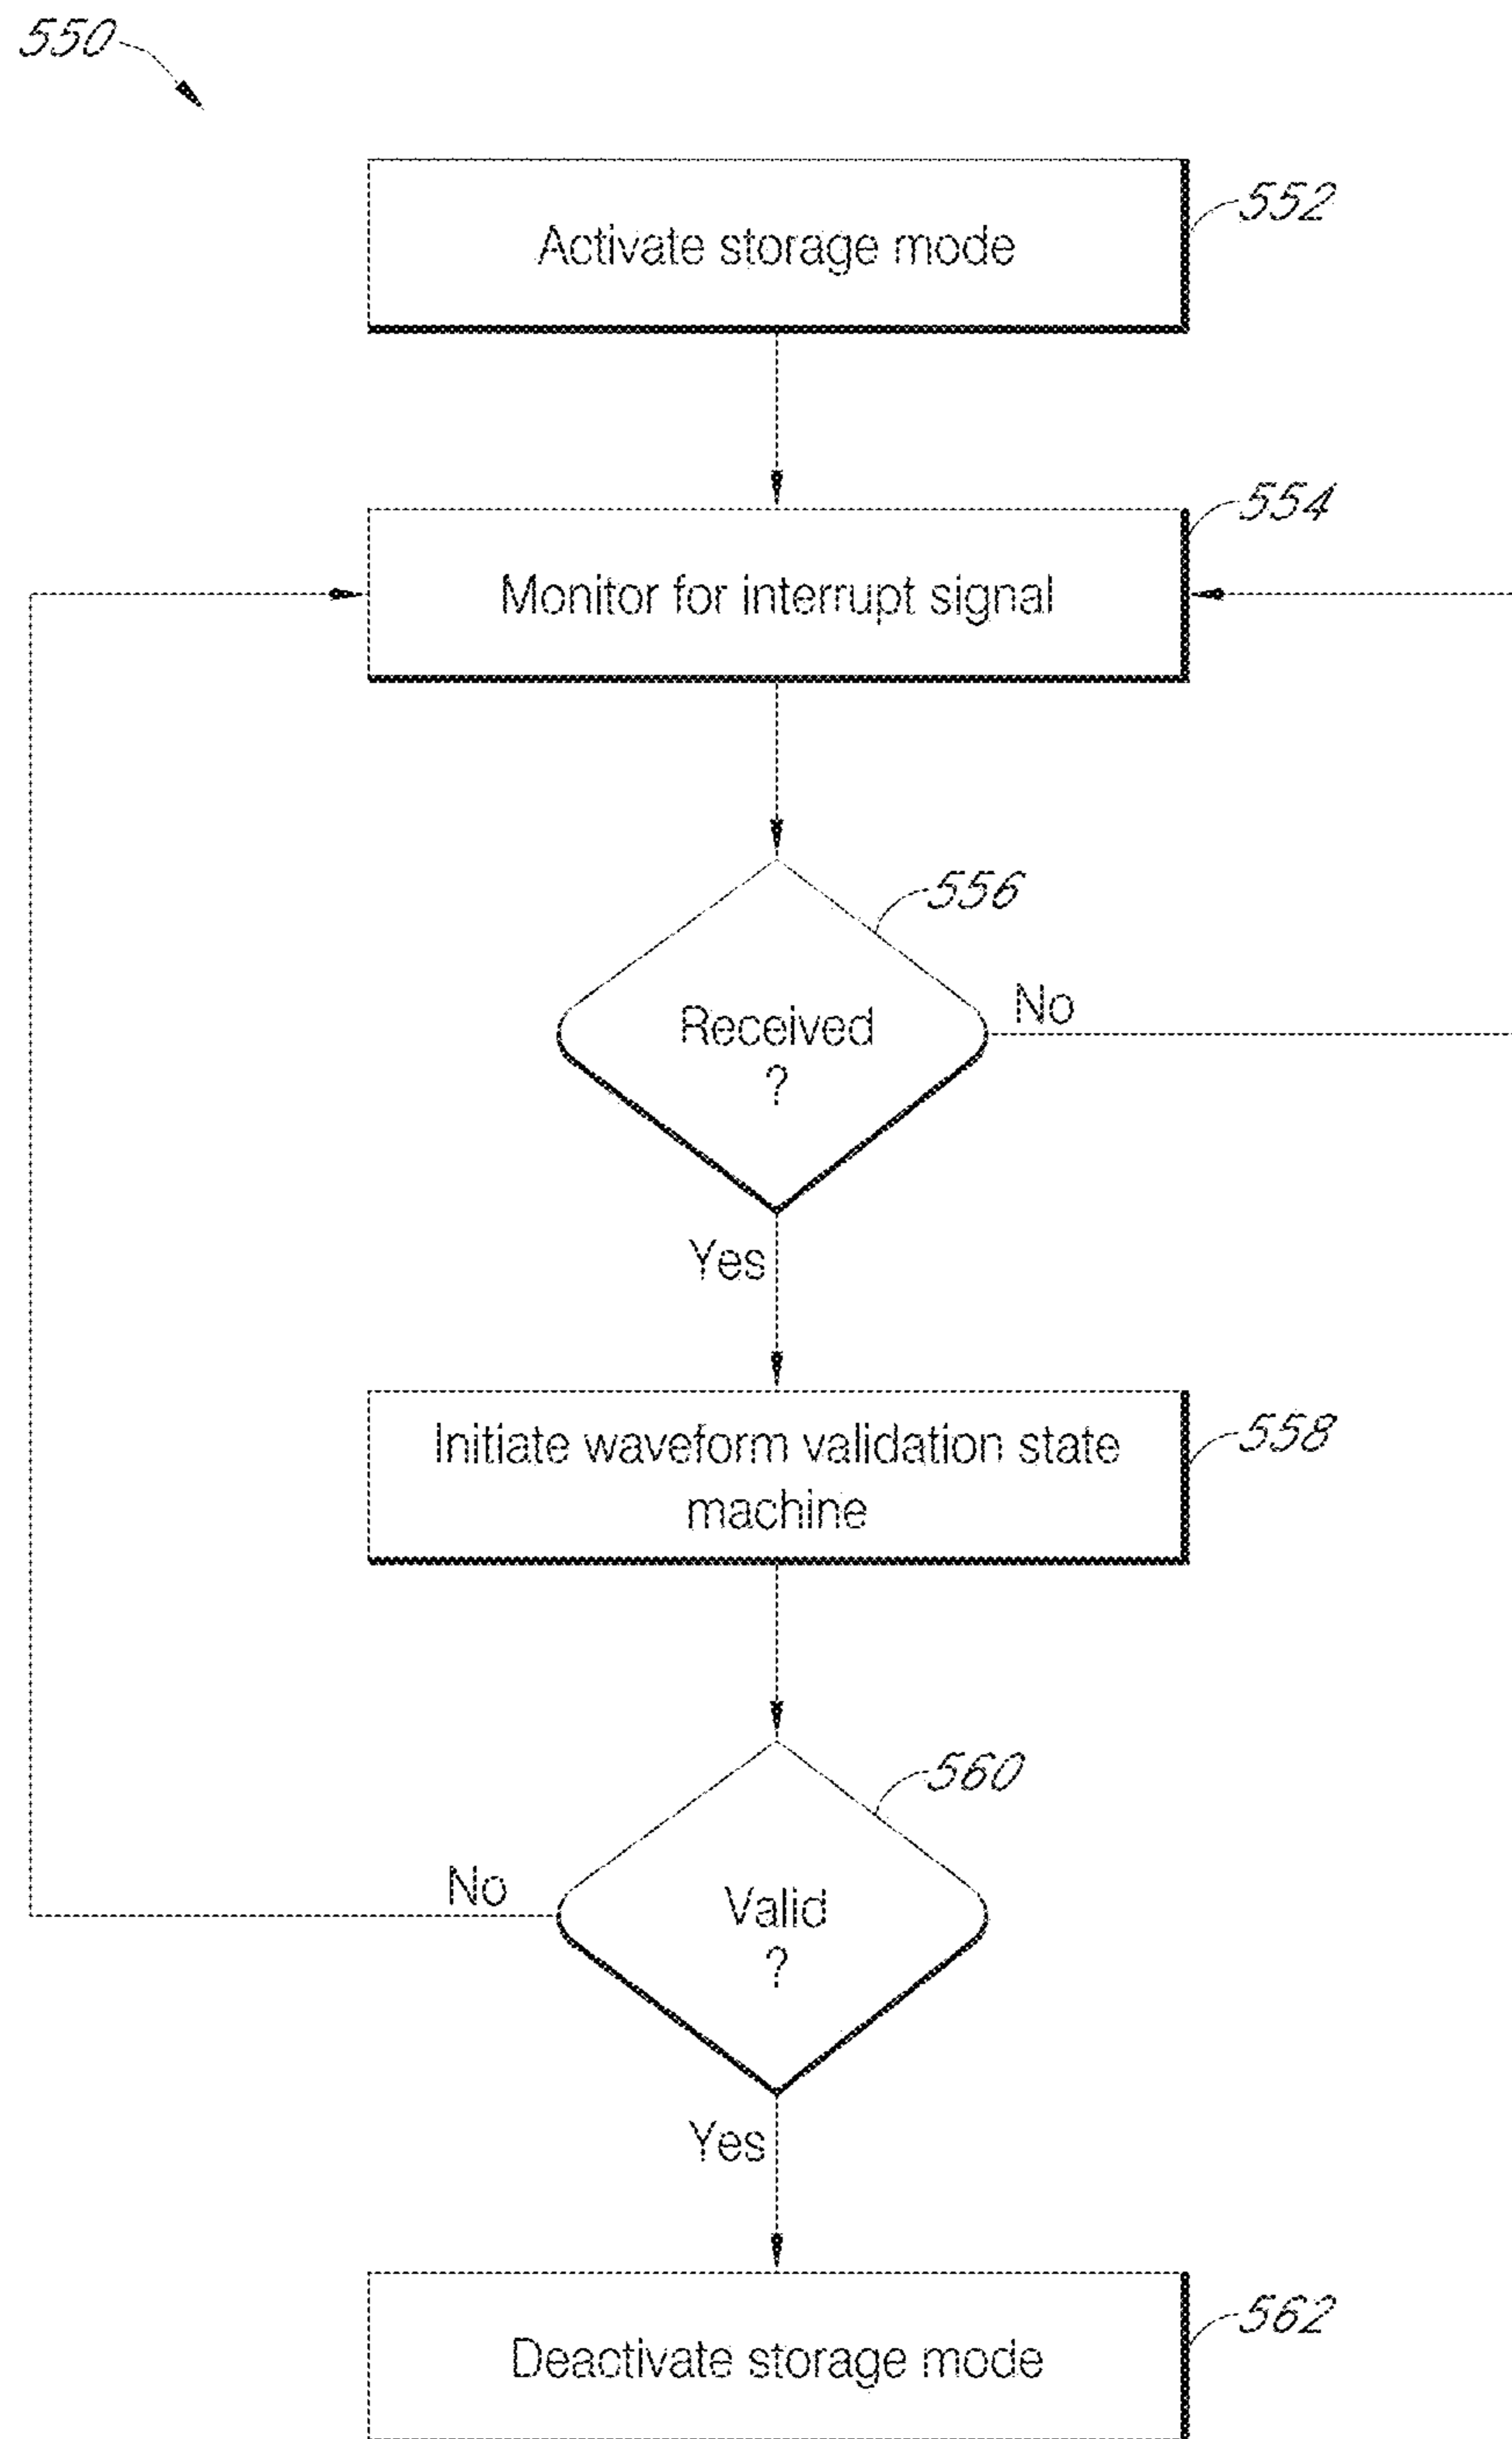 550
552
Activate storage mode
554
Monitor for interrupt signal
556
Received
?
No
Yes
558
Initiate waveform validation state
machine
560
Valid
?
No
Yes
562
Deactivate storage mode